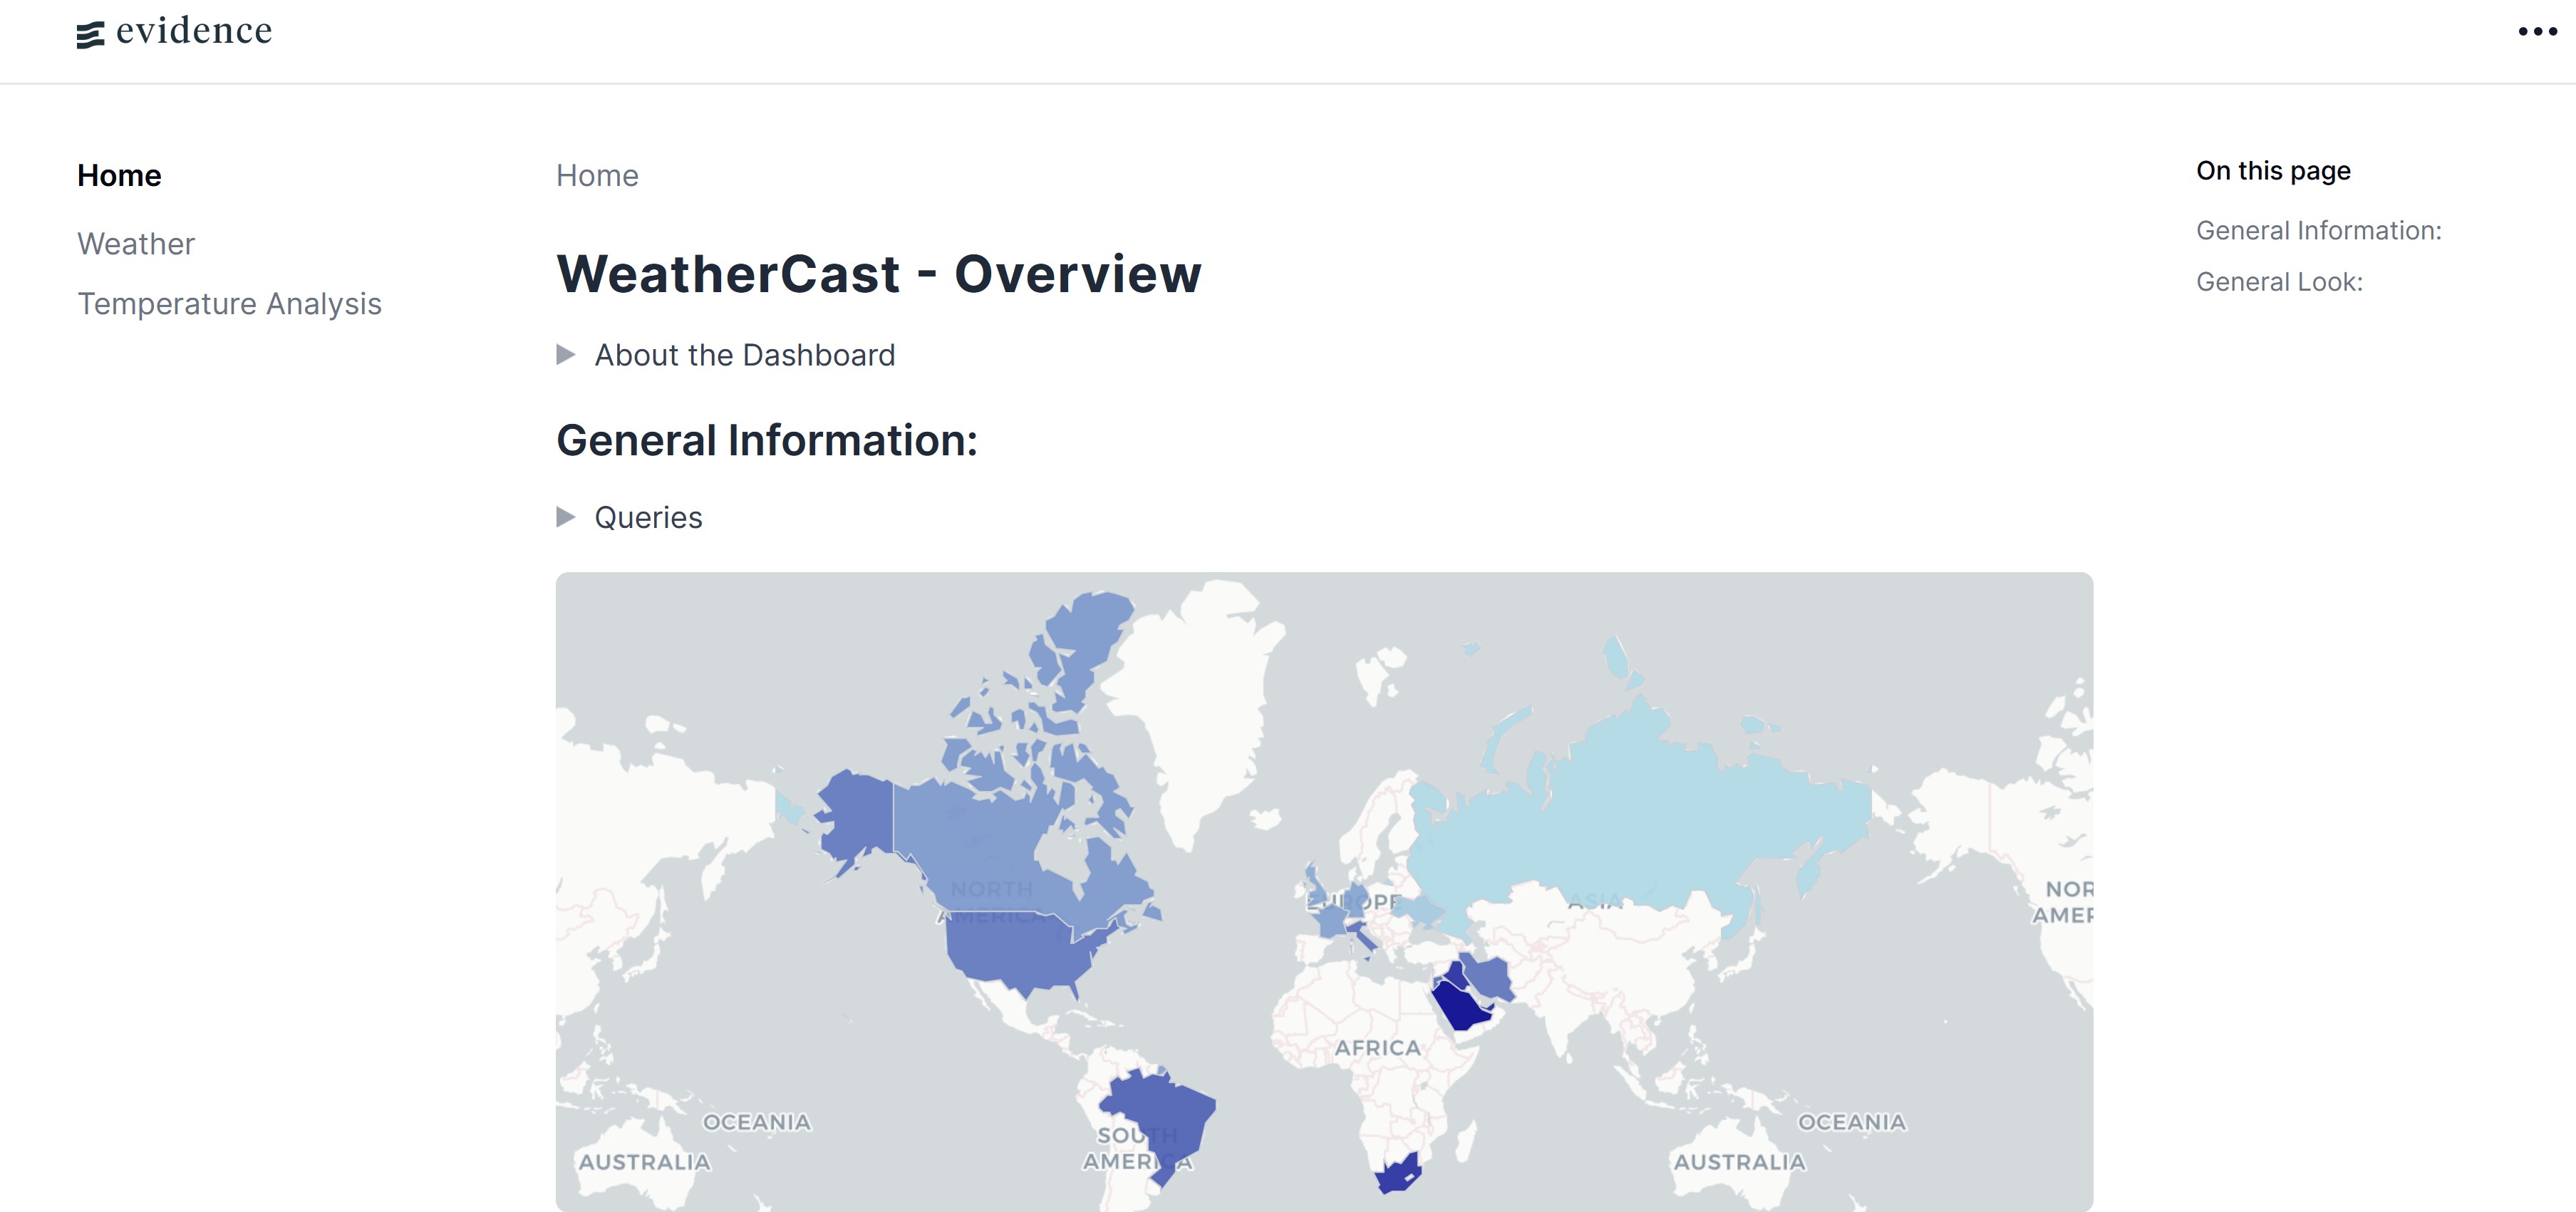 evidence
Home
Weather
Temperature Analysis
Home
WeatherCast - Overview
About the Dashboard
General Information:
Queries
On this page
General Information:
General Look:
NORTH
AMERICA
EUROPE
ASIA
NOR
AMER
AFRICA
OCEANIA
OCEANIA
SOUTH
AMERICA
AUSTRALIA
AUSTRALIA